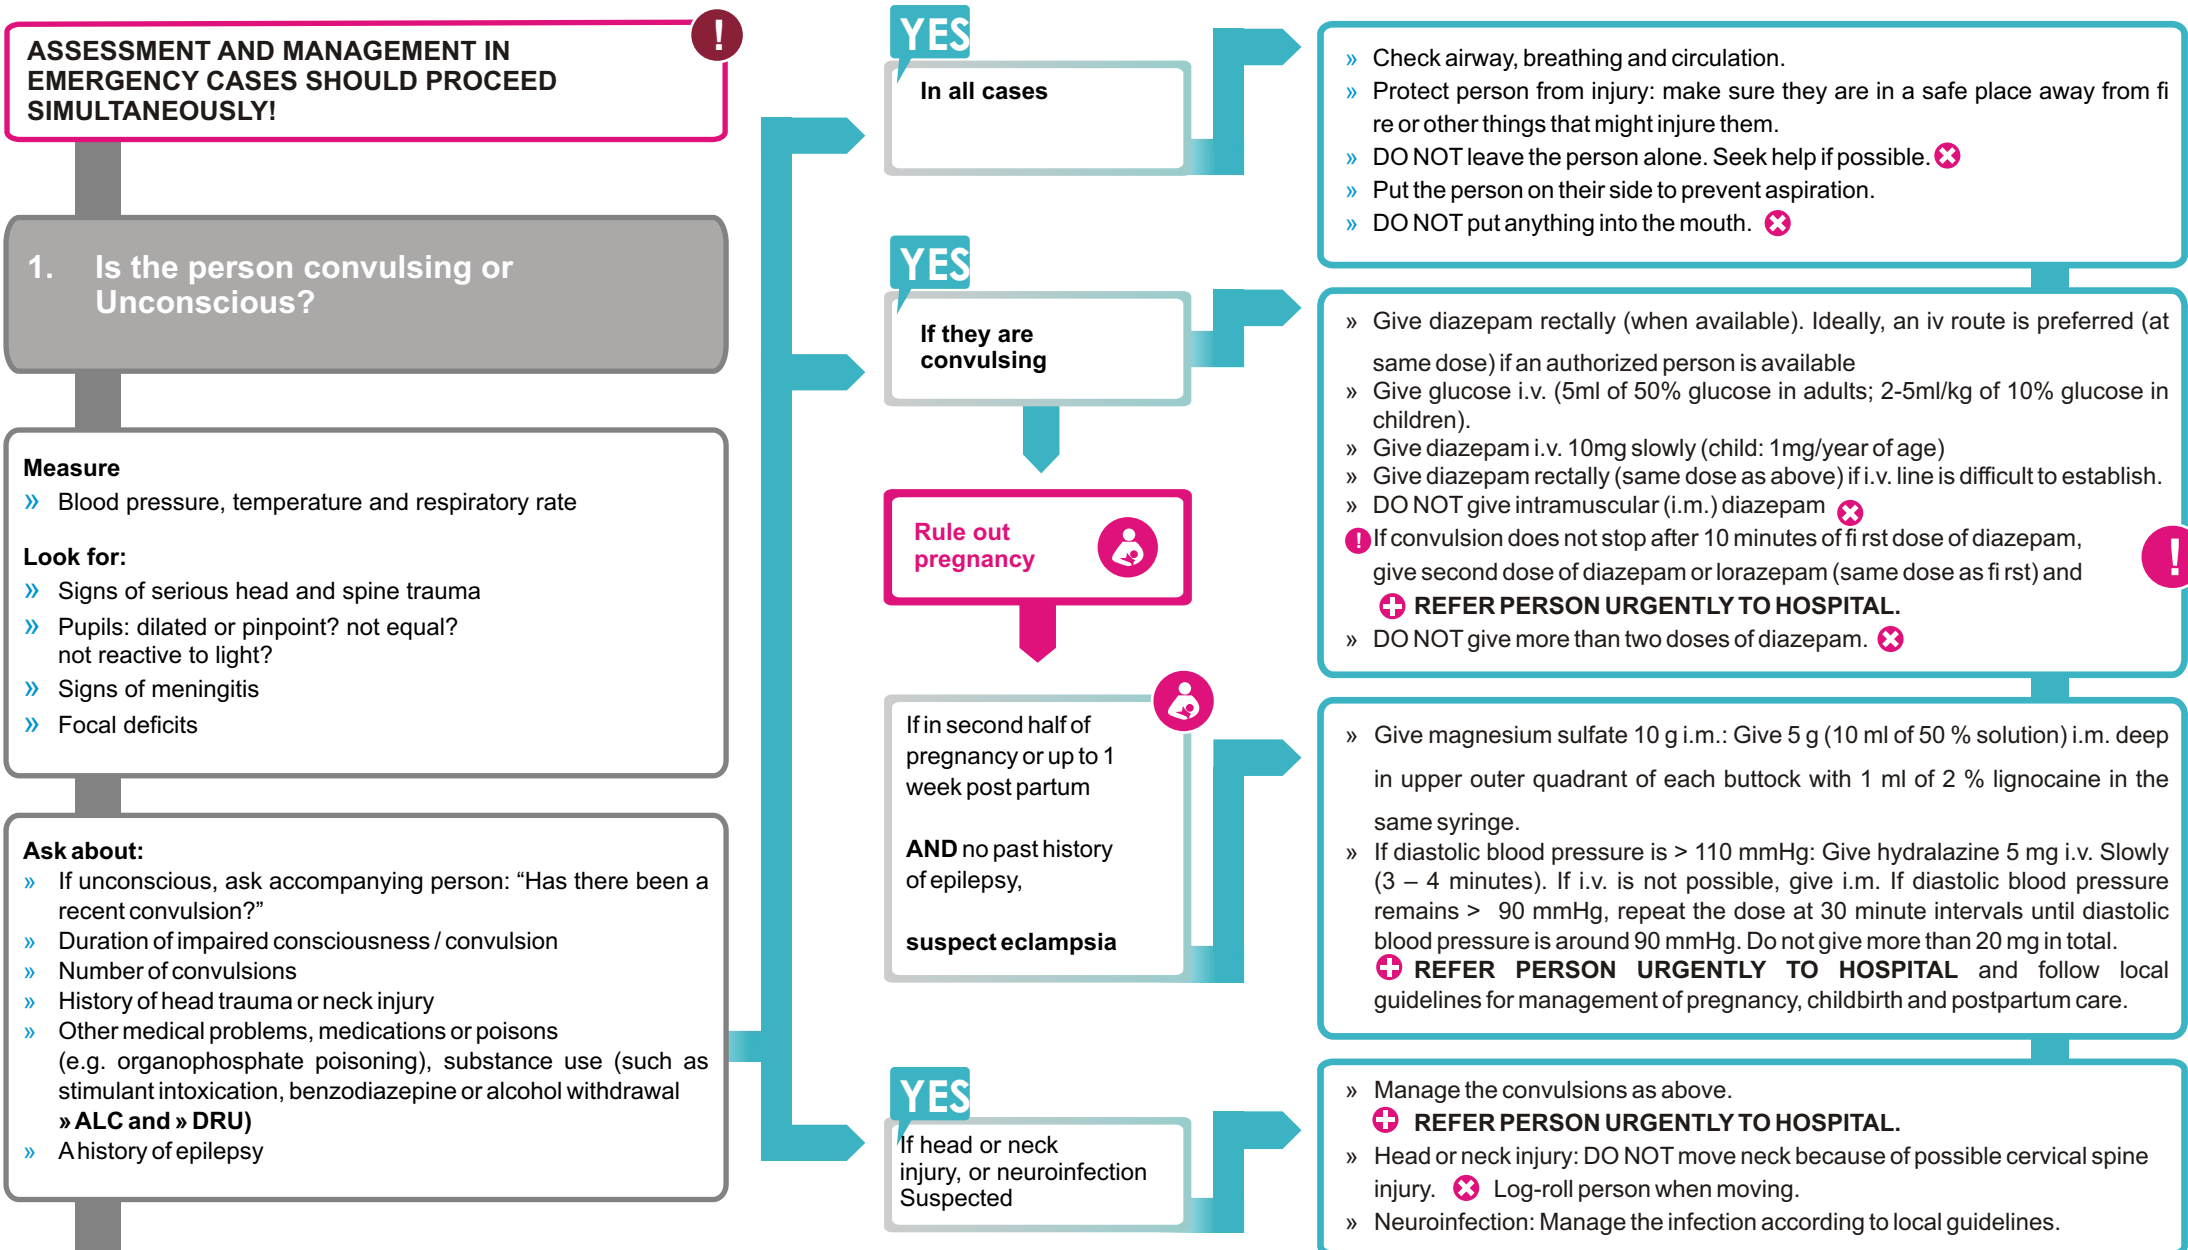 ASSESSMENT AND MANAGEMENT IN
EMERGENCY CASES SHOULD PROCEED
SIMULTANEOUSLY!
!
1. Is the person convulsing or
Unconscious?
Measure
» Blood pressure, temperature and respiratory rate
Look for:
» Signs of serious head and spine trauma
» Pupils: dilated or pinpoint? not equal?
not reactive to light?
» Signs of meningitis
» Focal deficits
Ask about:
» If unconscious, ask accompanying person: “Has there been a
recent convulsion?”
» Duration of impaired consciousness / convulsion
» Number of convulsions
» History of head trauma or neck injury
» Other medical problems, medications or poisons
(e.g. organophosphate poisoning), substance use (such as
stimulant intoxication, benzodiazepine or alcohol withdrawal
» ALC and » DRU)
» A history of epilepsy
YES
In all cases
» Check airway, breathing and circulation.
» Protect person from injury: make sure they are in a safe place away from fi
re or other things that might injure them.
» DO NOT leave the person alone. Seek help if possible.
» Put the person on their side to prevent aspiration.
» DO NOT put anything into the mouth.
YES
If they are
convulsing
» Give diazepam rectally (when available). Ideally, an iv route is preferred (at
same dose) if an authorized person is available
» Give glucose i.v. (5ml of 50% glucose in adults; 2-5ml/kg of 10% glucose in
children).
» Give diazepam i.v. 10mg slowly (child: 1mg/year of age)
» Give diazepam rectally (same dose as above) if i.v. line is difficult to establish.
» DO NOT give intramuscular (i.m.) diazepam
! If convulsion does not stop after 10 minutes of fi rst dose of diazepam,
give second dose of diazepam or lorazepam (same dose as fi rst) and
REFER PERSON URGENTLY TO HOSPITAL.
» DO NOT give more than two doses of diazepam.
!
Rule out
pregnancy
If in second half of
pregnancy or up to 1
week post partum
AND no past history
of epilepsy,
suspect eclampsia
» Give magnesium sulfate 10 g i.m.: Give 5 g (10 ml of 50 % solution) i.m. deep
in upper outer quadrant of each buttock with 1 ml of 2 % lignocaine in the
same syringe.
» If diastolic blood pressure is > 110 mmHg: Give hydralazine 5 mg i.v. Slowly
(3 – 4 minutes). If i.v. is not possible, give i.m. If diastolic blood pressure
remains > 90 mmHg, repeat the dose at 30 minute intervals until diastolic
blood pressure is around 90 mmHg. Do not give more than 20 mg in total.
REFER PERSON URGENTLY TO HOSPITAL and follow local
guidelines for management of pregnancy, childbirth and postpartum care.
YES
If head or neck
injury, or neuroinfection
Suspected
» Manage the convulsions as above.
REFER PERSON URGENTLY TO HOSPITAL.
» Head or neck injury: DO NOT move neck because of possible cervical spine
injury. Log-roll person when moving.
» Neuroinfection: Manage the infection according to local guidelines.